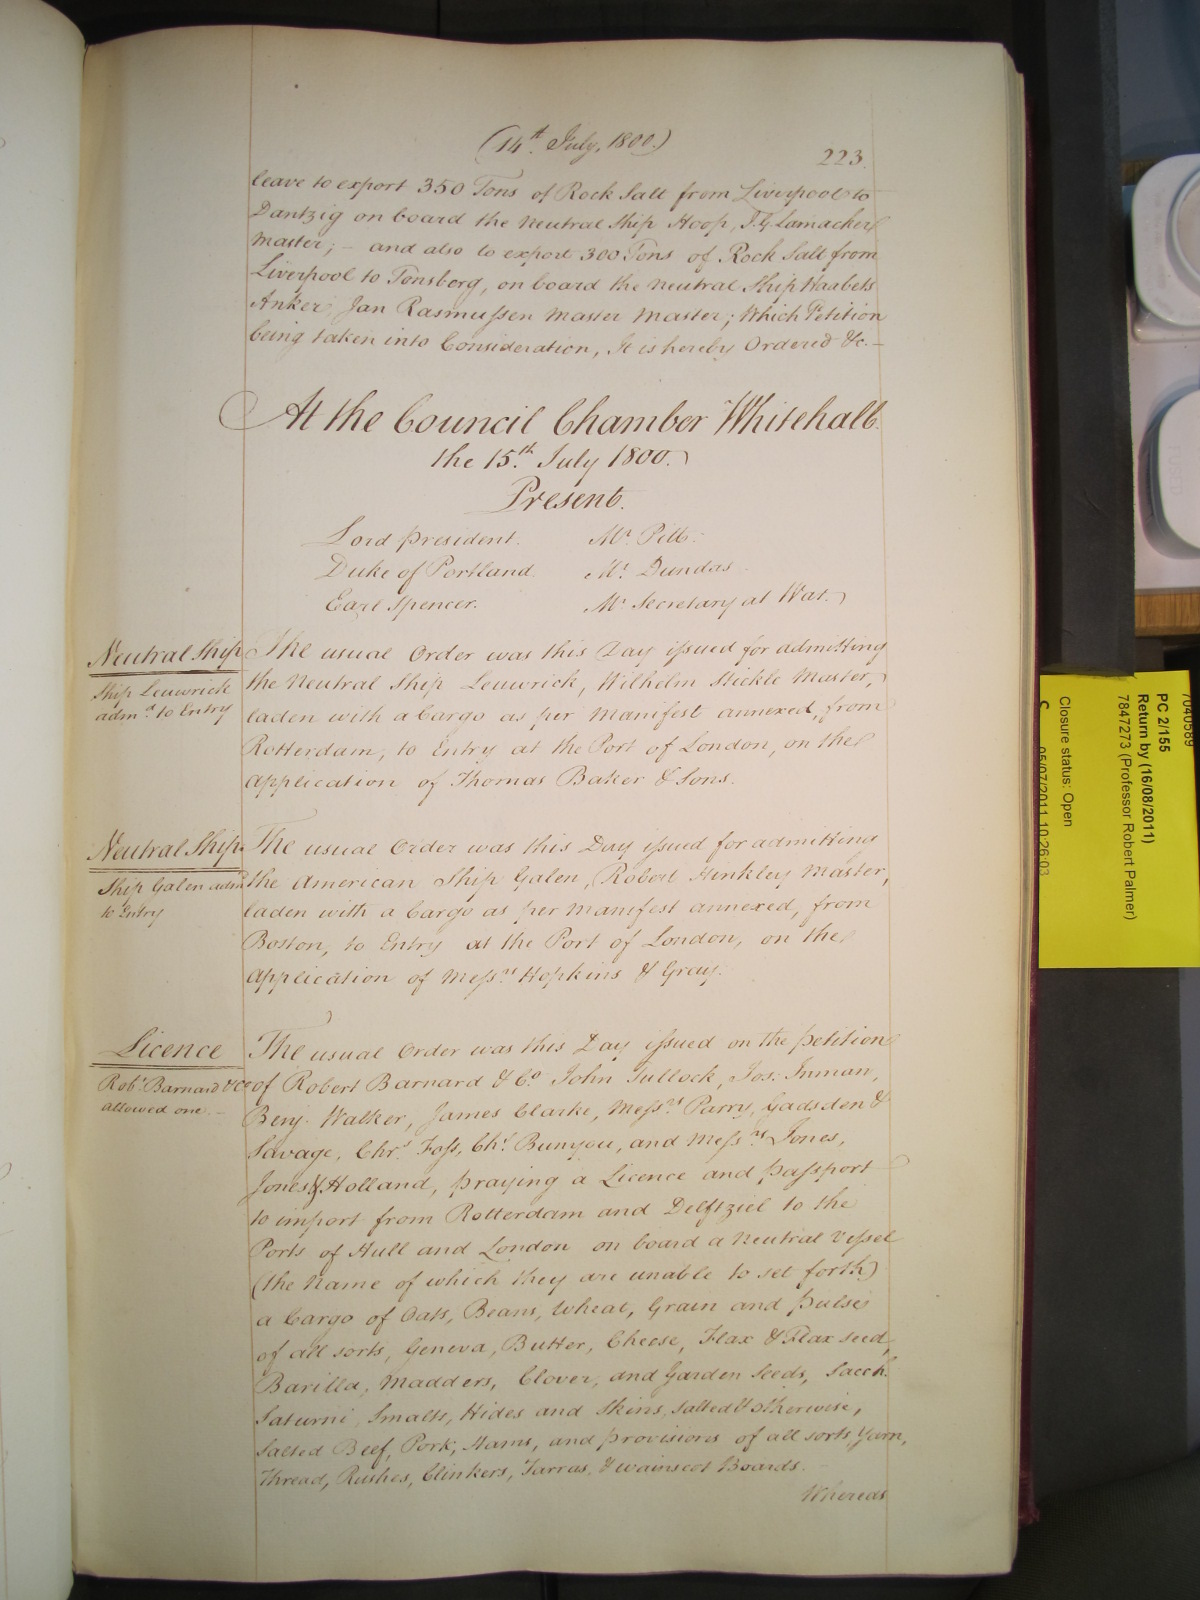 (14th. July, 1800.)
223.
leave to export 350 Tons of Rock Salt from Liverpool to
Dantzig on board the Neutral Ship Hoop, J. G. Lamackers
Master; – and also to export 300 Tons of Rock Salt from
Liverpool to Tonsberg, on board the Neutral Ship Haabets
Anker, Jan Rasmussen Master Master; Which Petition
being taken into Consideration, It is hereby Ordered &c. –
At the Council Chamber Whitehall.
the 15.th July 1800.
Present.
Lord President. Mr. Pitt.
Duke of Portland. Mr. Dundas
Earl Spencer. Mr Secretary at War.
Neutral Ship
Ship Leuwrick
adm.d to Entry
The usual Order was this Day issued for admitting
the Neutral Ship Leuwrick, Wilhelm Stickle Master,
laden with a Cargo as per Manifest annexed, from
Rotterdam, to Entry at the Port of London, on the
Application of Thomas Baker & Sons.
Neutral Ship.
Ship Galen admd
to Entry
The usual Order was this Day issued for admitting
the American Ship Galen, Robert Hinkley Master,
laden with a Cargo as per Manifest annexed, from
Boston, to Entry at the Port of London, on the
Application of Messrs Hopkins & Gray.
Licence
Robt Barnard & Co
allowed one. –
The usual Order was this Day issued on the petition
of Robert Barnard & Co. John Tullock, Jos: Inman,
Benj. Walker, James Clarke, Messrs Parry, Gadsden &
Savage, Chr. Foss, Chs. Bunyou, and Messrs Jones,
Jones & Holland, praying a Licence and passport
to import from Rotterdam and Delfziel to the
Ports of Hull and London on board a Neutral Vessel
(the Name of which they are unable to set forth)
a Cargo of Oats, Beans, Wheat, Grain and Pulse
of all sorts, Geneva, Butter, Cheese, Flax & Flax seed,
Barilla, Madders, Clover, and Garden Seeds, Sacch.
Saturni, Smalts, Hides and Skins, Salted & otherwise,
Salted Beef, Pork, Hams, and provisions of all sorts, Yarn,
Thread, Rushes, Clinkers, Tarras, & wainscot Boards. –
Whereas
7040589
PC 2/155
Return by (16/08/2011)
7847273 (Professor Robert Palmer)
Closure status: Open
C
05/07/2011 10:26:03